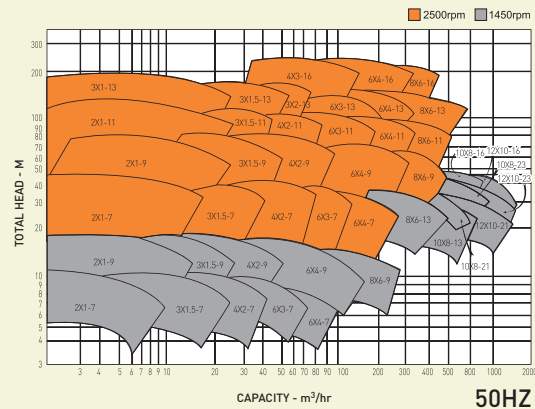 2500rpm 1450rpm
300
200
100
90
80
70
60
50
40
30
20
10
9
8
7
6
5
4
3
TOTAL HEAD - M
4X3-16 6X4-16 8X6-16
3X1-13 3X1.5-13 3X2-13 6X3-13 6X4-13 8X6-13
2X1-11 3X1.5-11 4X2-11 6X3-11 6X4-11 8X6-11
10X8-16 12X10-16
10X8-23
12X10-23
2X1-9 3X1.5-9 4X2-9 6X4-9 8X6-9
2X1-7 3X1.5-7 4X2-7 6X3-7 6X4-7 8X6-13 12X10-21
10X8-13
10X8-21
2X1-9 3X1.5-9 4X2-9 6X4-9 8X6-9
2X1-7 3X1.5-7 4X2-7 6X3-7 6X4-7
3 4 5 6 7 8 9 10 20 30 40 50 60 80 100 200 300 400 500 600 800 1000 2000
CAPACITY - m³/hr
50HZ